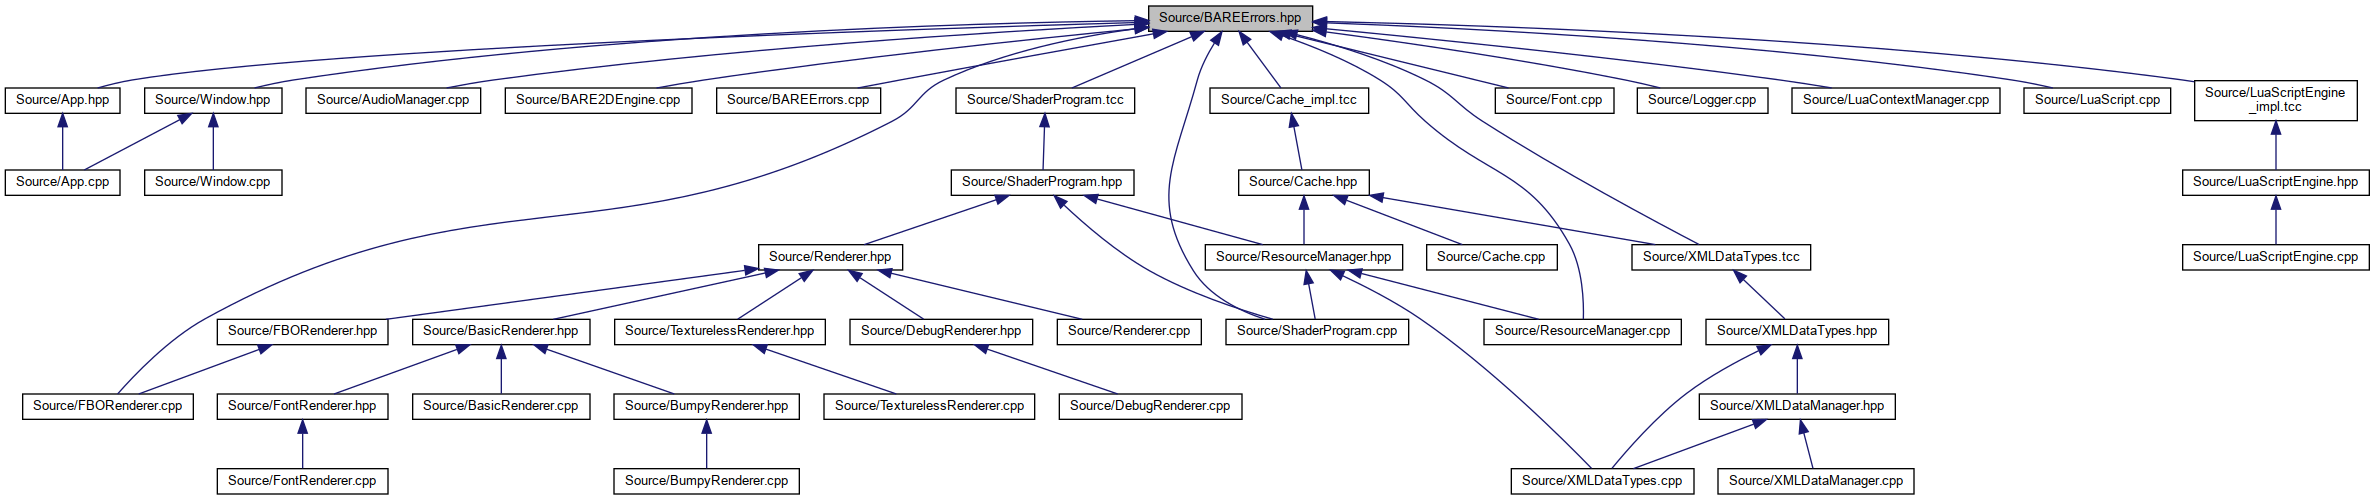 Source/BAREErrors.hpp
Source/App.hpp
Source/Window.hpp
Source/AudioManager.cpp
Source/BARE2DEngine.cpp
Source/BAREErrors.cpp
Source/ShaderProgram.tcc
Source/Cache_impl.tcc
Source/Font.cpp
Source/Logger.cpp
Source/LuaContextManager.cpp
Source/LuaScript.cpp
Source/LuaScriptEngine
_impl.tcc
Source/App.cpp
Source/Window.cpp
Source/ShaderProgram.hpp
Source/Cache.hpp
Source/LuaScriptEngine.hpp
Source/Renderer.hpp
Source/ResourceManager.hpp
Source/Cache.cpp
Source/XMLDataTypes.tcc
Source/LuaScriptEngine.cpp
Source/FBORenderer.hpp
Source/BasicRenderer.hpp
Source/TexturelessRenderer.hpp
Source/DebugRenderer.hpp
Source/Renderer.cpp
Source/ShaderProgram.cpp
Source/ResourceManager.cpp
Source/XMLDataTypes.hpp
Source/FBORenderer.cpp
Source/FontRenderer.hpp
Source/BasicRenderer.cpp
Source/BumpyRenderer.hpp
Source/TexturelessRenderer.cpp
Source/DebugRenderer.cpp
Source/XMLDataManager.hpp
Source/FontRenderer.cpp
Source/BumpyRenderer.cpp
Source/XMLDataTypes.cpp
Source/XMLDataManager.cpp